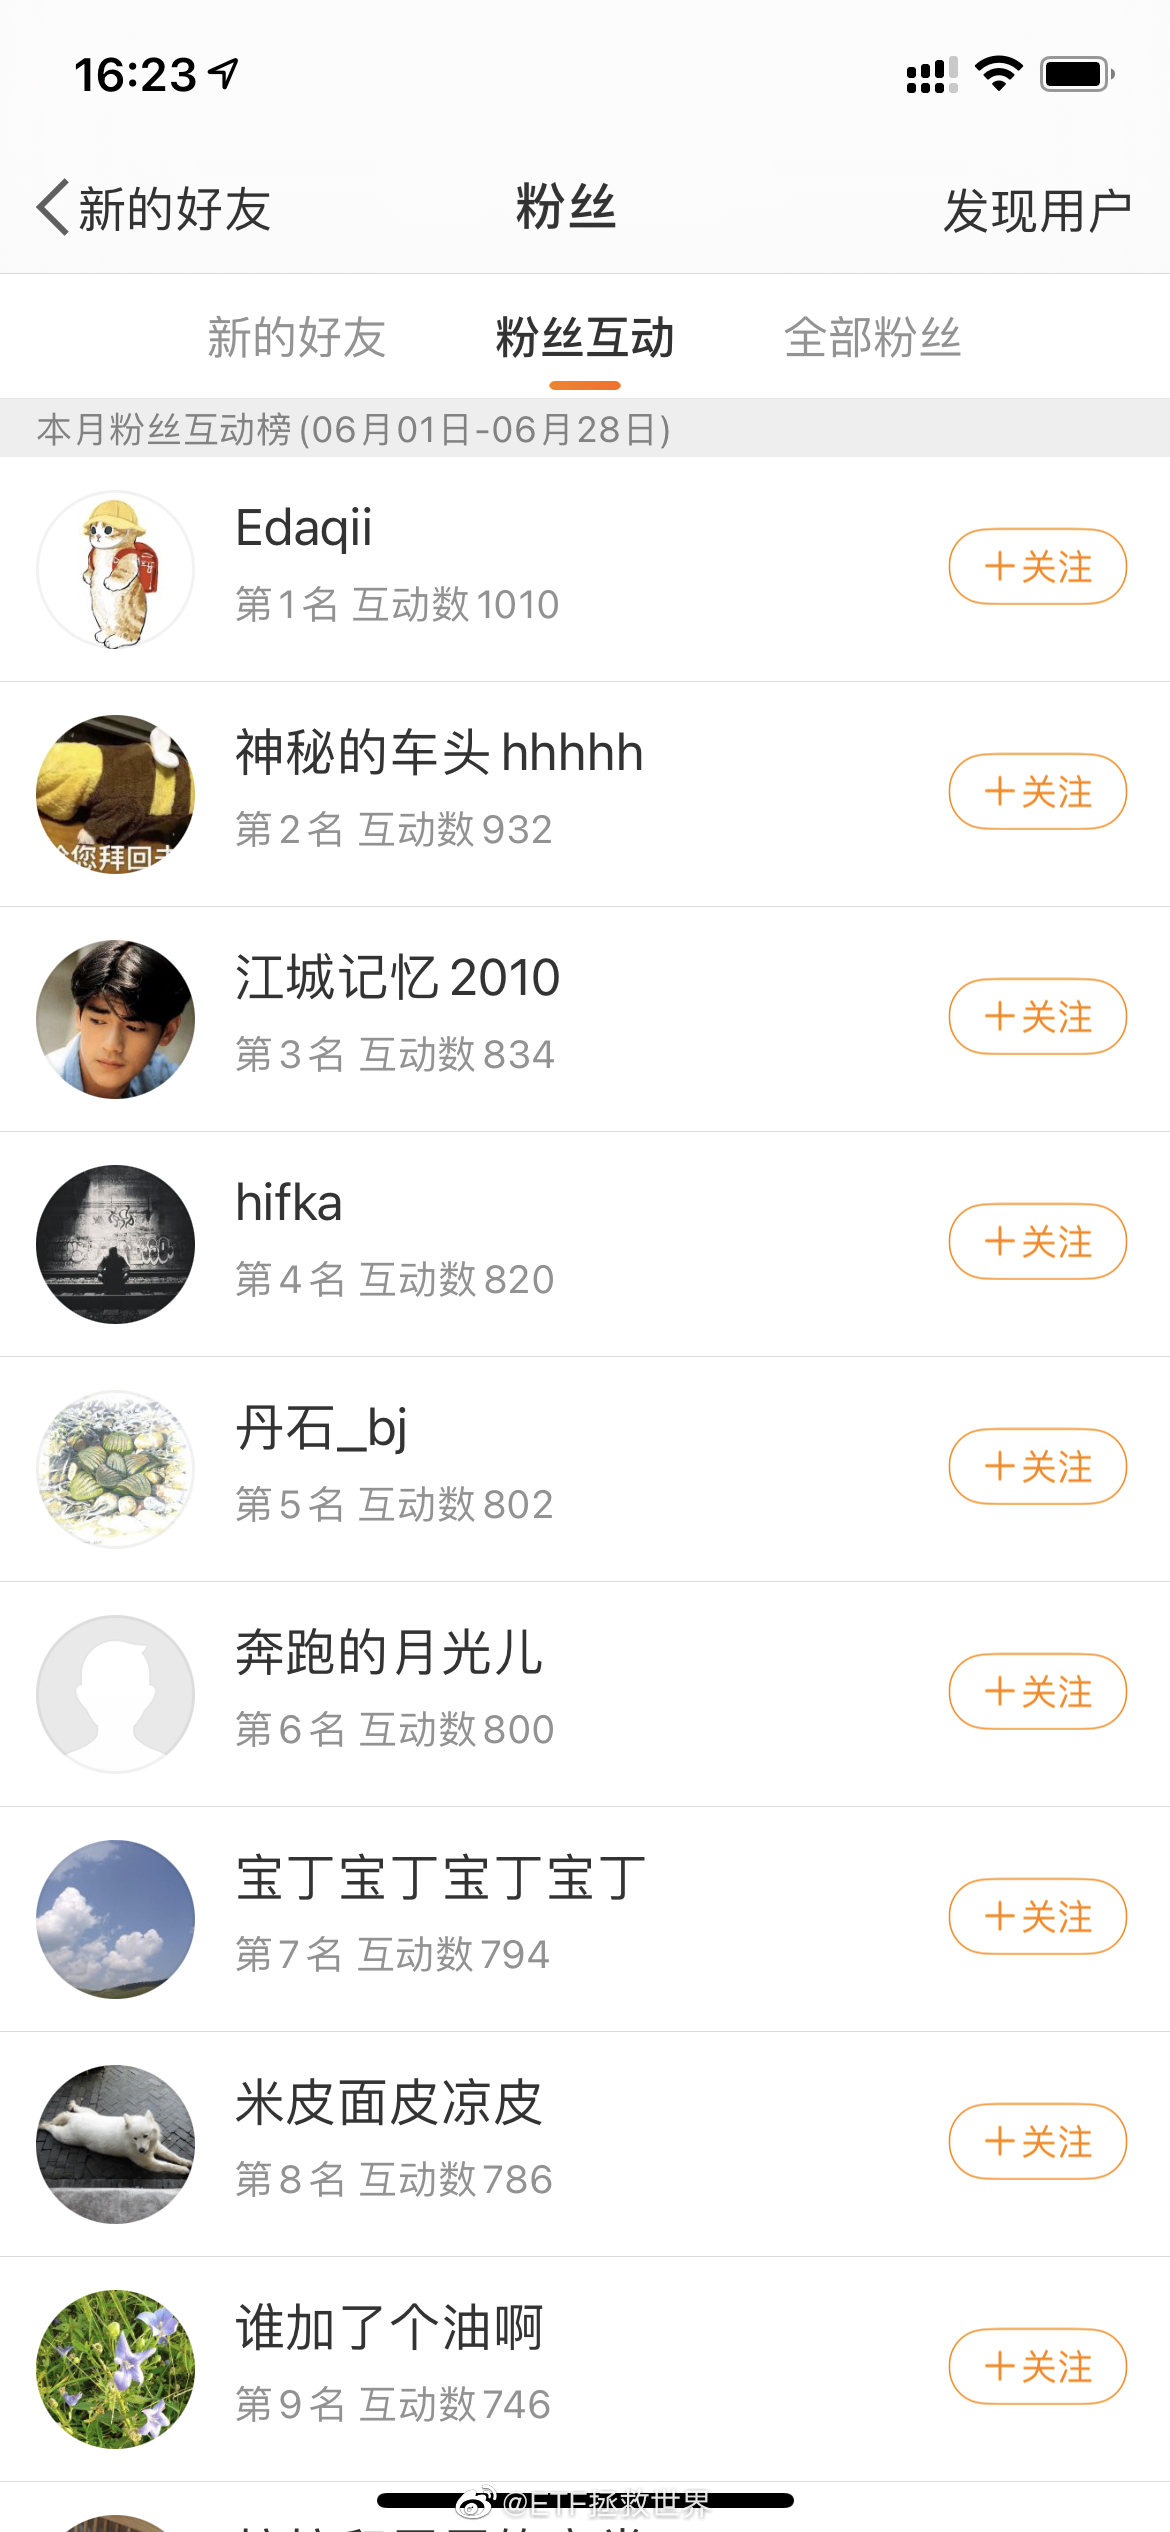 16:23
新的好友
粉丝
发现用户
新的好友
粉丝互动
全部粉丝
本月粉丝互动榜(06月01日-06月28日)
Edaqii
第1名 互动数1010
+关注
神秘的车头hhhhh
第2名 互动数932
+关注
您拜回
江城记忆2010
第3名 互动数834
+关注
hifka
第4名 互动数820
+关注
丹石_bj
第5名 互动数802
+关注
奔跑的月光儿
第6名 互动数800
+关注
宝丁宝丁宝丁宝丁
第7名 互动数794
+关注
米皮面皮凉皮
第8名 互动数786
+关注
谁加了个油啊
第9名 互动数746
+关注
@ETF拯救世界